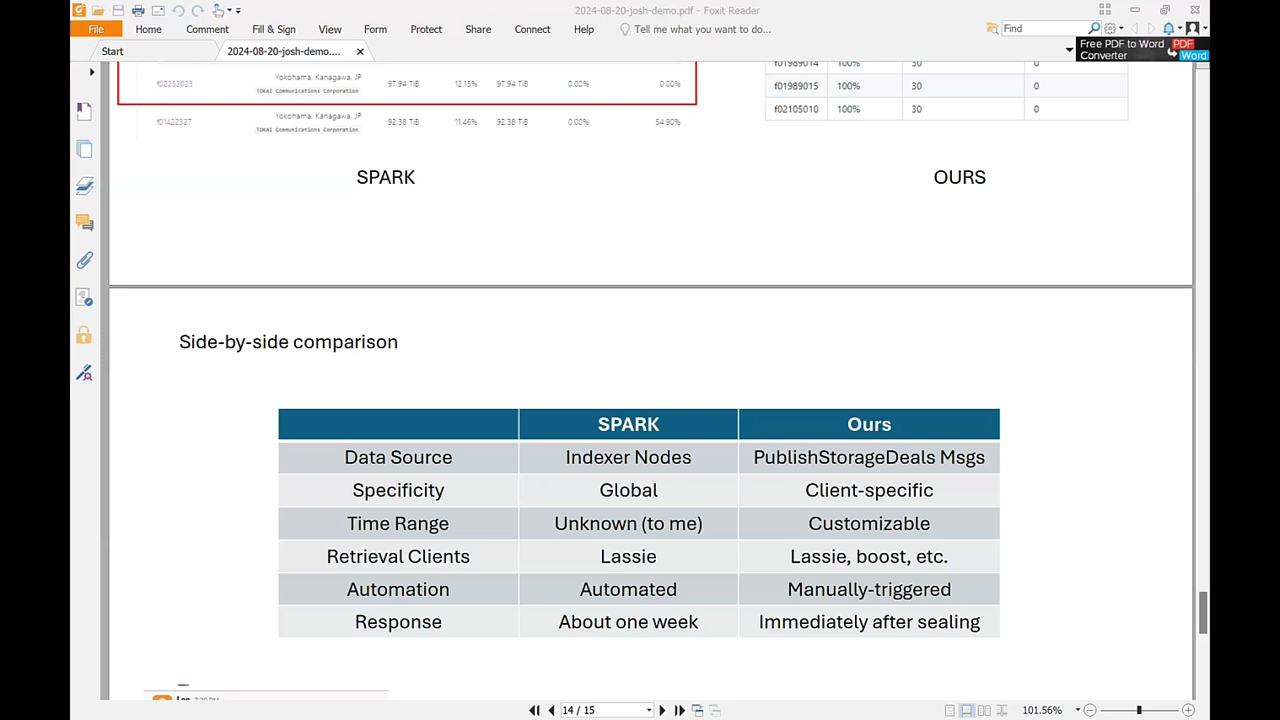 2024-08-20-josh-demo.pdf - Foxit Reader
File Home Comment Fill & Sign View Form Protect Share Connect Help Tell me what you want to do... Find
Start 2024-08-20-josh-demo....
Free PDF to Word
Converter
PDF
Word
f01989014 100% 30 0
Yokohama, Kanagawa, JP
f02252023 97.94 TiB 12.15% 97.94 TiB 0.00% 0.00%
TOKAI Communications Corporation
f01989015 100% 30 0
f02105010 100% 30 0
Yokohama, Kanagawa, JP
f01422327 92.38 TiB 11.46% 92.38 TiB 0.00% 54.90%
TOKAI Communications Corporation
SPARK OURS
Side-by-side comparison
SPARK Ours
Data Source Indexer Nodes PublishStorageDeals Msgs
Specificity Global Client-specific
Time Range Unknown (to me) Customizable
Retrieval Clients Lassie Lassie, boost, etc.
Automation Automated Manually-triggered
Response About one week Immediately after sealing
14 / 15 101.56%